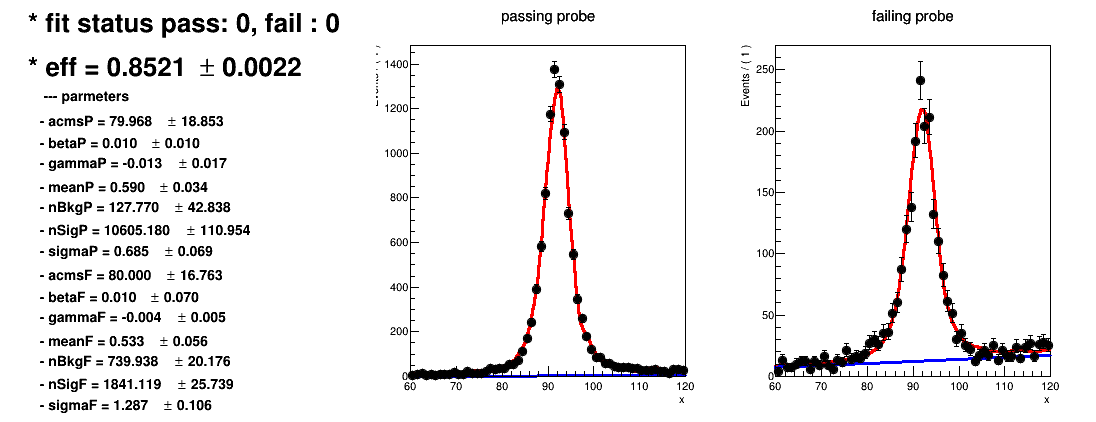 * fit status pass: 0, fail : 0
* eff = 0.8521 ± 0.0022
--- parmeters
- acmsP = 79.968 ± 18.853
- betaP = 0.010 ± 0.010
- gammaP = -0.013 ± 0.017
- meanP = 0.590 ± 0.034
- nBkgP = 127.770 ± 42.838
- nSigP = 10605.180 ± 110.954
- sigmaP = 0.685 ± 0.069
- acmsF = 80.000 ± 16.763
- betaF = 0.010 ± 0.070
- gammaF = -0.004 ± 0.005
- meanF = 0.533 ± 0.056
- nBkgF = 739.938 ± 20.176
- nSigF = 1841.119 ± 25.739
- sigmaF = 1.287 ± 0.106
passing probe
1400
1200
1000
800
600
400
200
0
60 70 80 90 100 110 120
x
failing probe
Events / ( 1 )
250
200
150
100
50
0
60 70 80 90 100 110 120
x